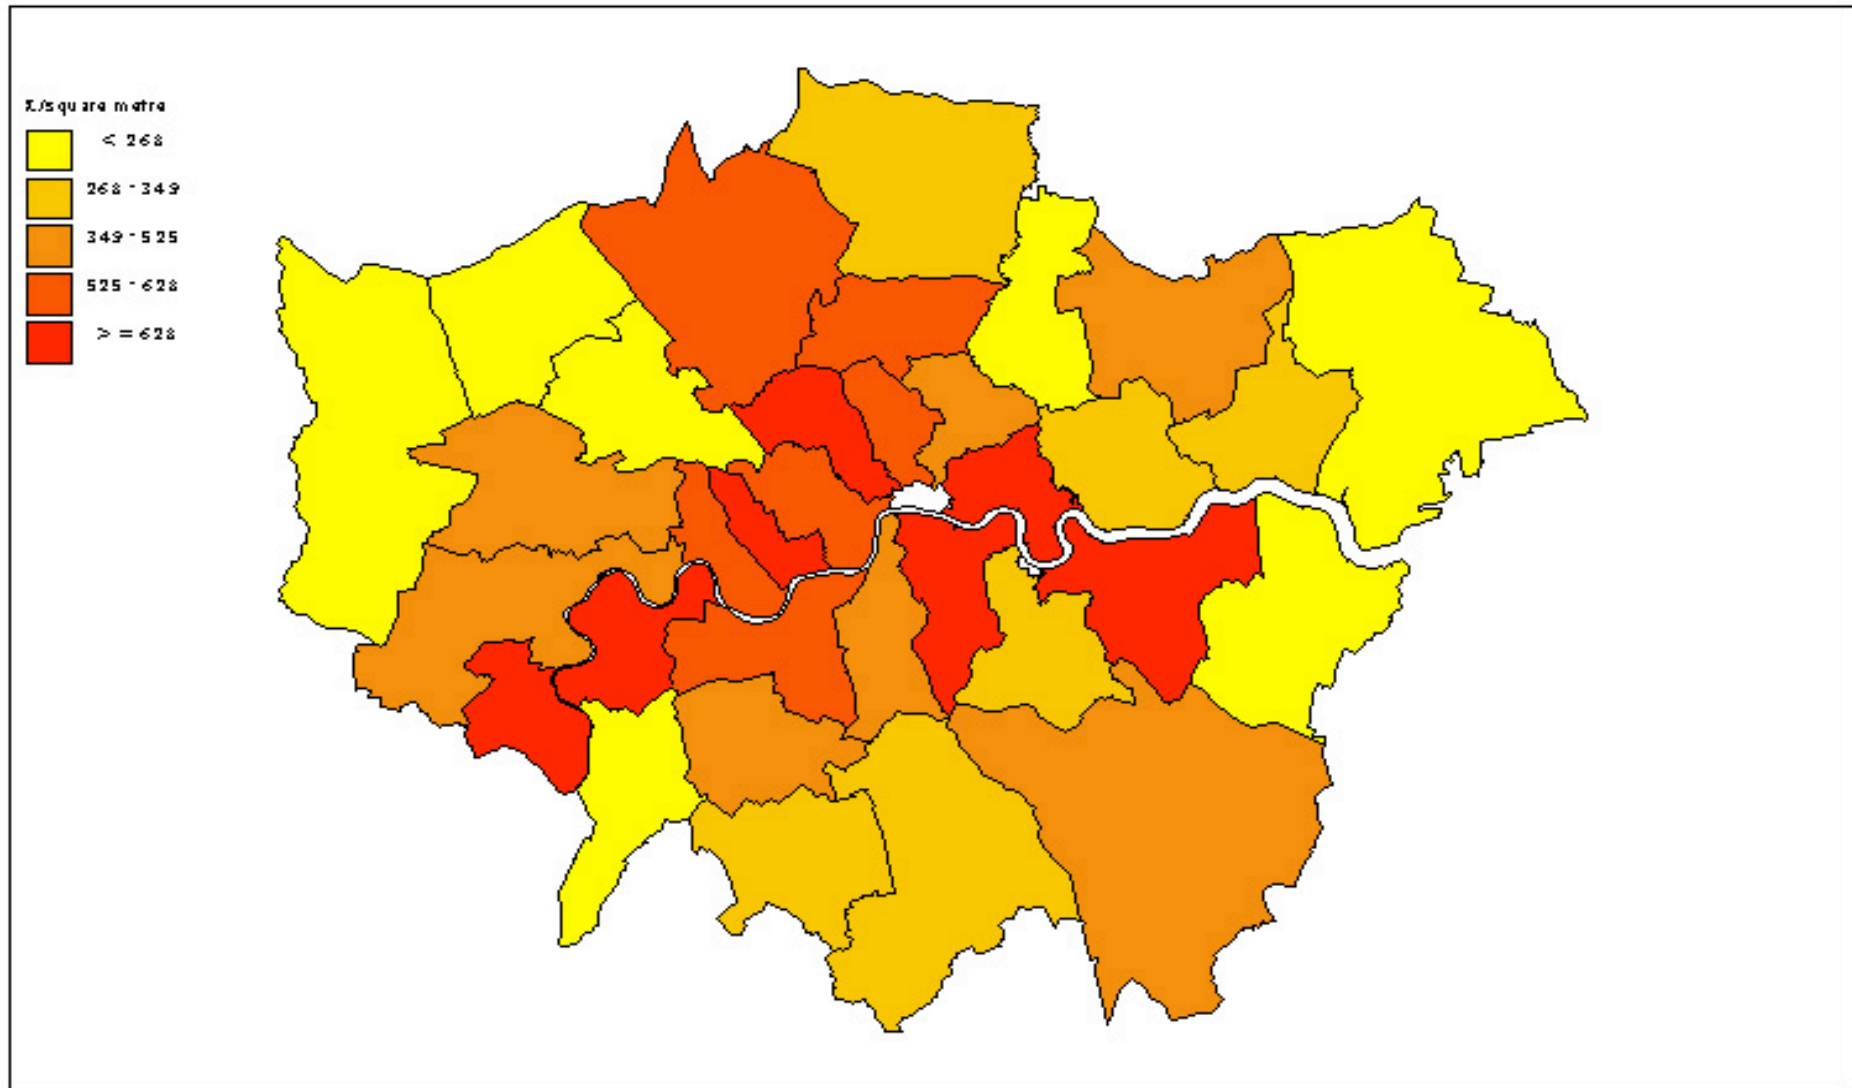 £/square metre
< 268
268 - 349
349 - 525
525 - 628
> = 628